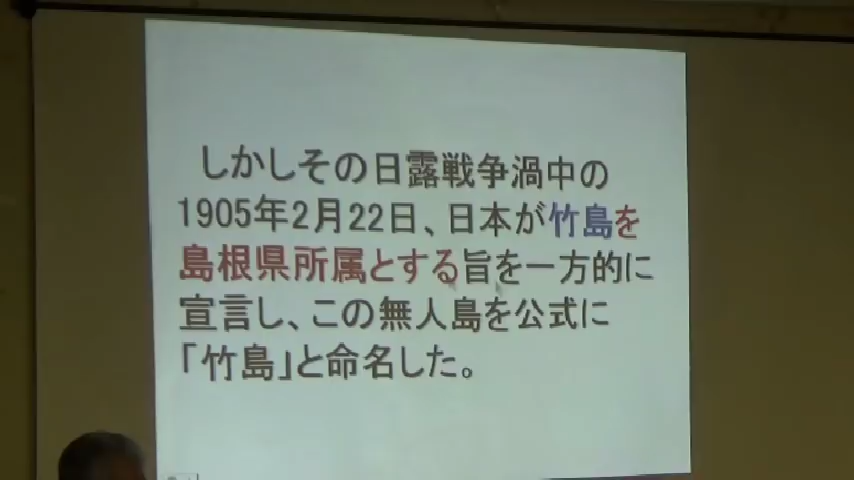 しかしその日露戦争渦中の
1905年2月22日、日本が竹島を
島根県所属とする旨を一方的に
宣言し、この無人島を公式に
「竹島」と命名した。